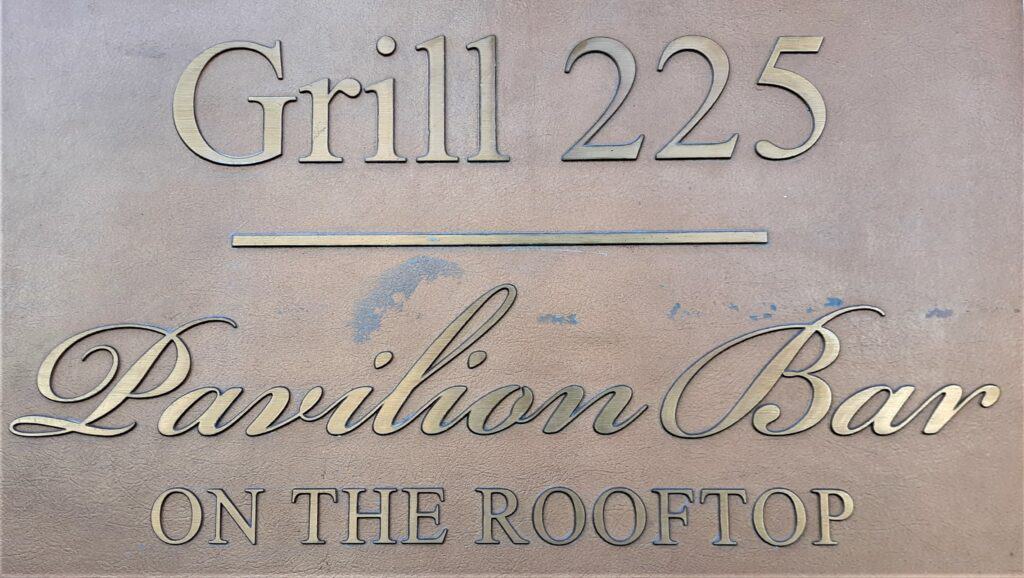 Grill 225
Pavilion Bar
ON THE ROOFTOP